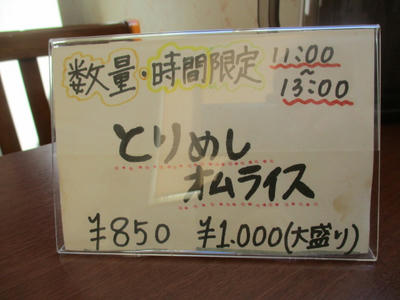 数量・時間限定 11:00
～
13:00
とりめし
オムライス
¥850 ¥1.000(大盛り)